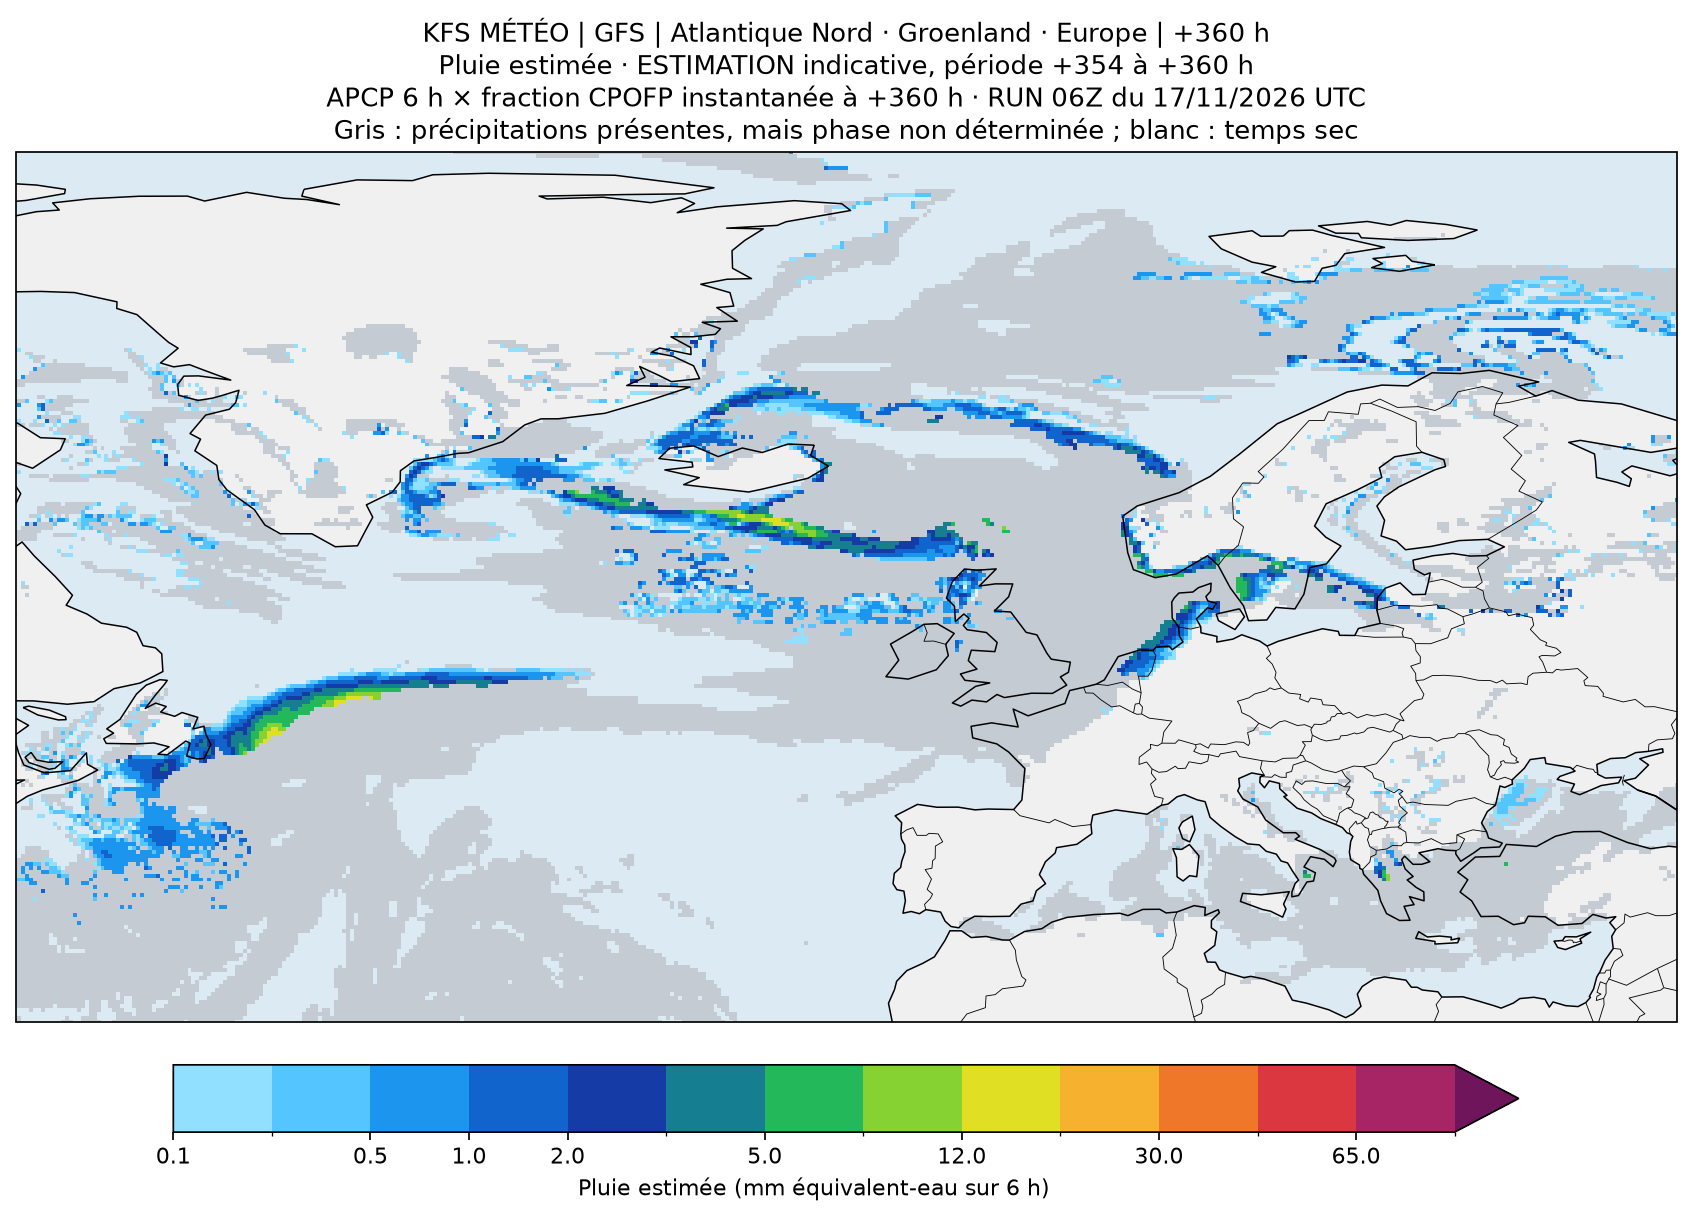 KFS MÉTÉO | GFS | Atlantique Nord · Groenland · Europe | +360 h
Pluie estimée · ESTIMATION indicative, période +354 à +360 h
APCP 6 h × fraction CPOFP instantanée à +360 h · RUN 06Z du 17/11/2026 UTC
Gris : précipitations présentes, mais phase non déterminée ; blanc : temps sec
0.1 0.5 1.0 2.0 5.0 12.0 30.0 65.0
Pluie estimée (mm équivalent-eau sur 6 h)